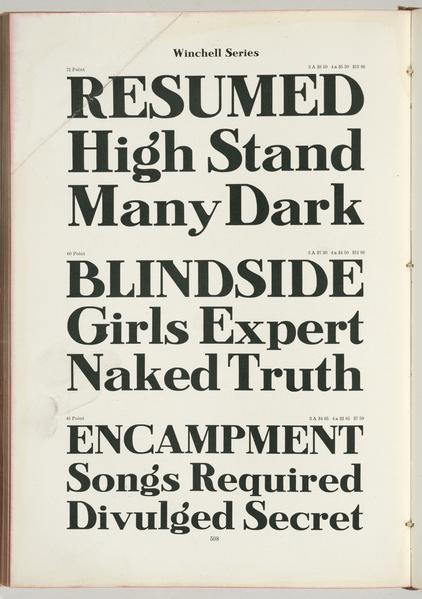 Winchell Series
72 Point
RESUMED
High Stand
Many Dark
60 Point
BLINDSIDE
Girls Expert
Naked Truth
48 Point
ENCAMPMENT
Songs Required
Divulged Secret
508